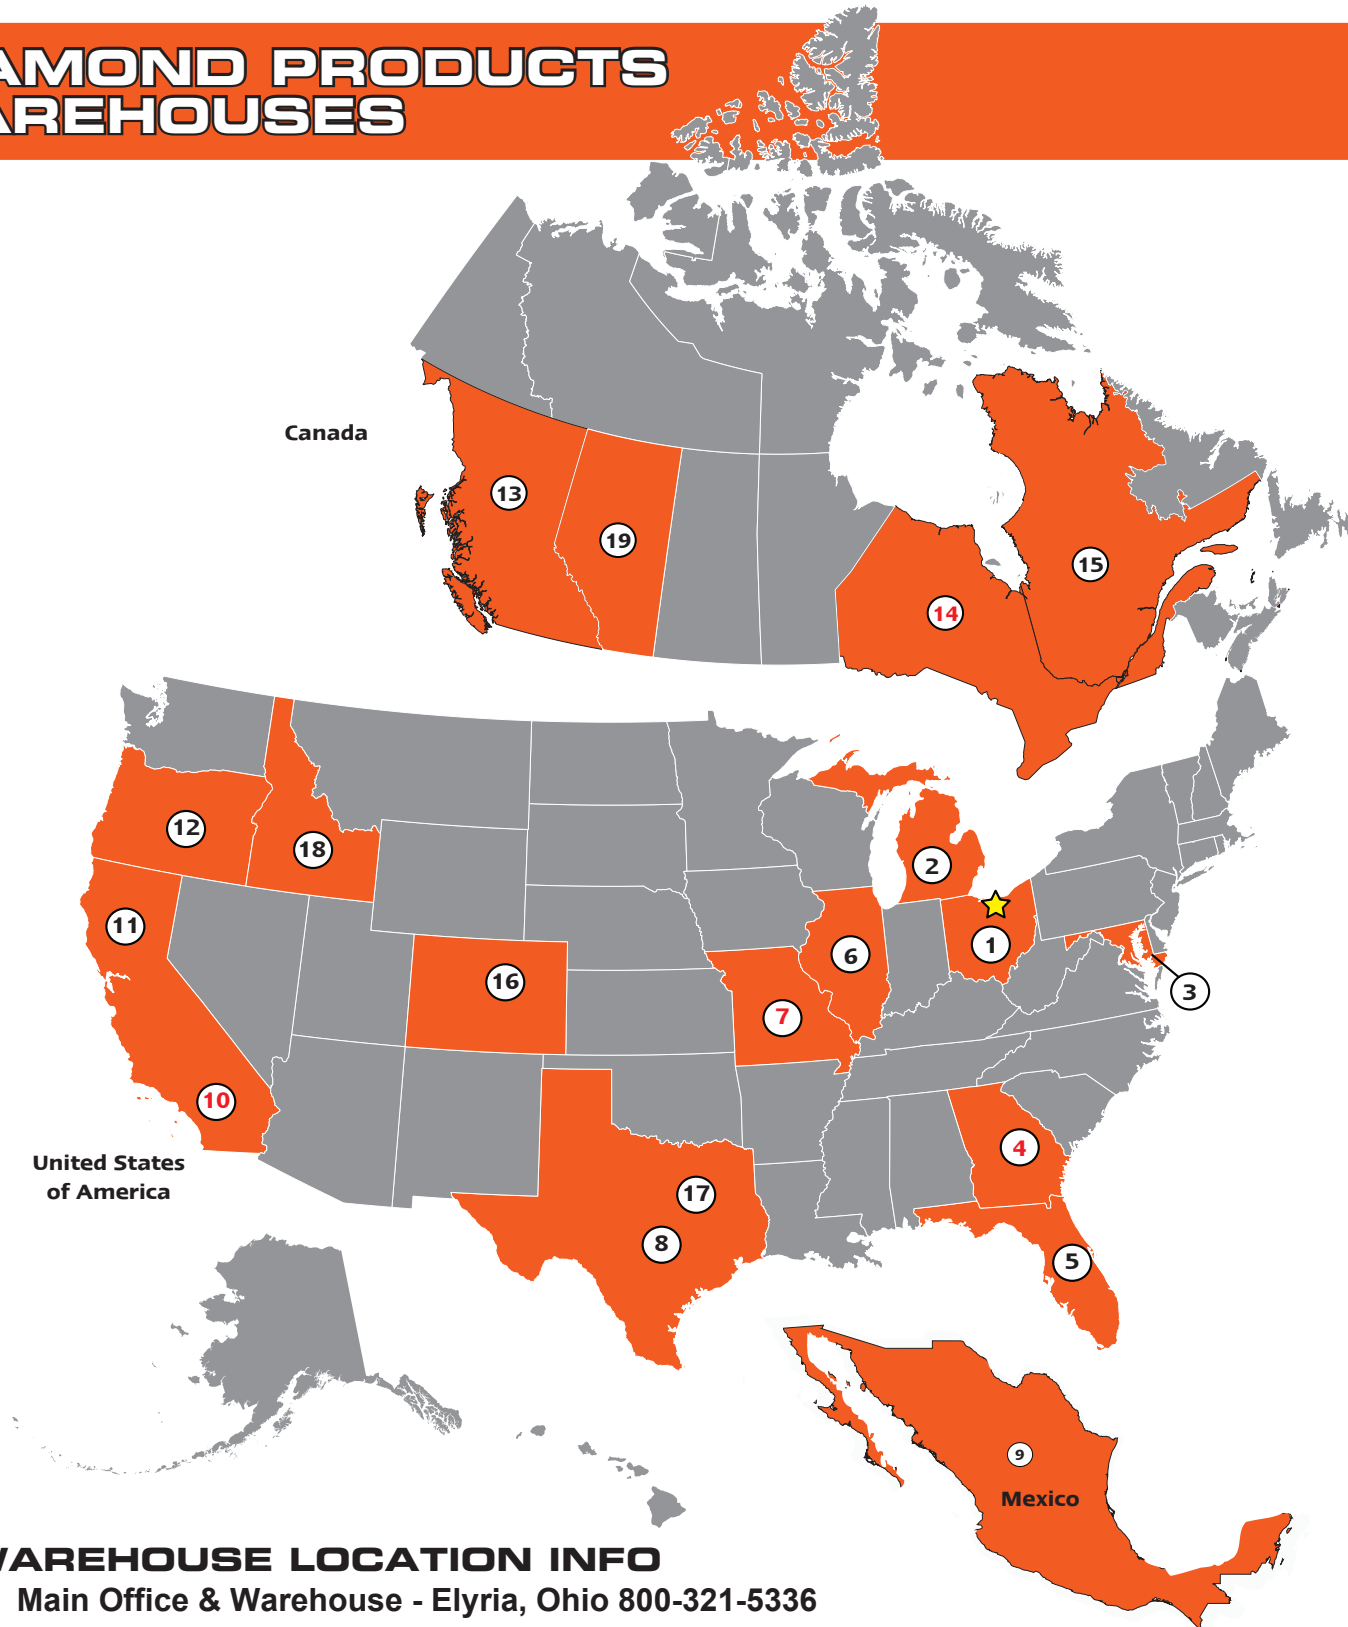 AMOND PRODUCTS
AREHOUSES
Canada
13
19
15
14
12
18
2
11
6
1
16
3
7
10
4
United States
of America
17
8
5
9
Mexico
WAREHOUSE LOCATION INFO
Main Office & Warehouse - Elyria, Ohio 800-321-5336